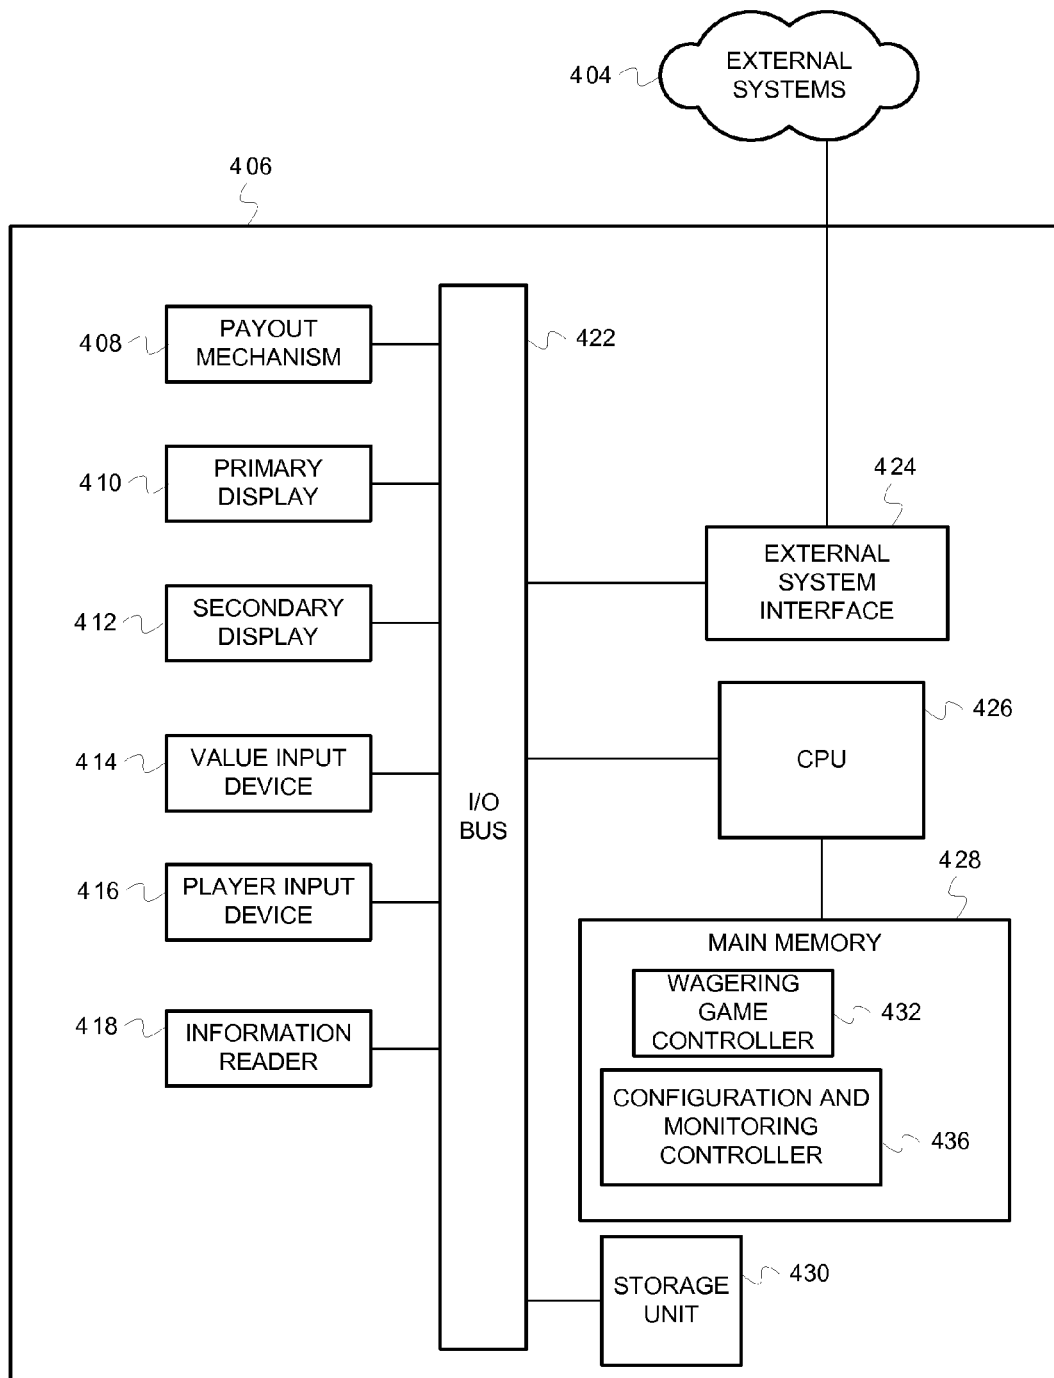 EXTERNAL
SYSTEMS
404
406
PAYOUT
MECHANISM
408
422
PRIMARY
DISPLAY
410
424
EXTERNAL
SYSTEM
INTERFACE
SECONDARY
DISPLAY
412
426
CPU
VALUE INPUT
DEVICE
414
I/O
BUS
428
PLAYER INPUT
DEVICE
416
MAIN MEMORY
WAGERING
GAME
CONTROLLER
432
INFORMATION
READER
418
CONFIGURATION AND
MONITORING
CONTROLLER
436
STORAGE
UNIT
430